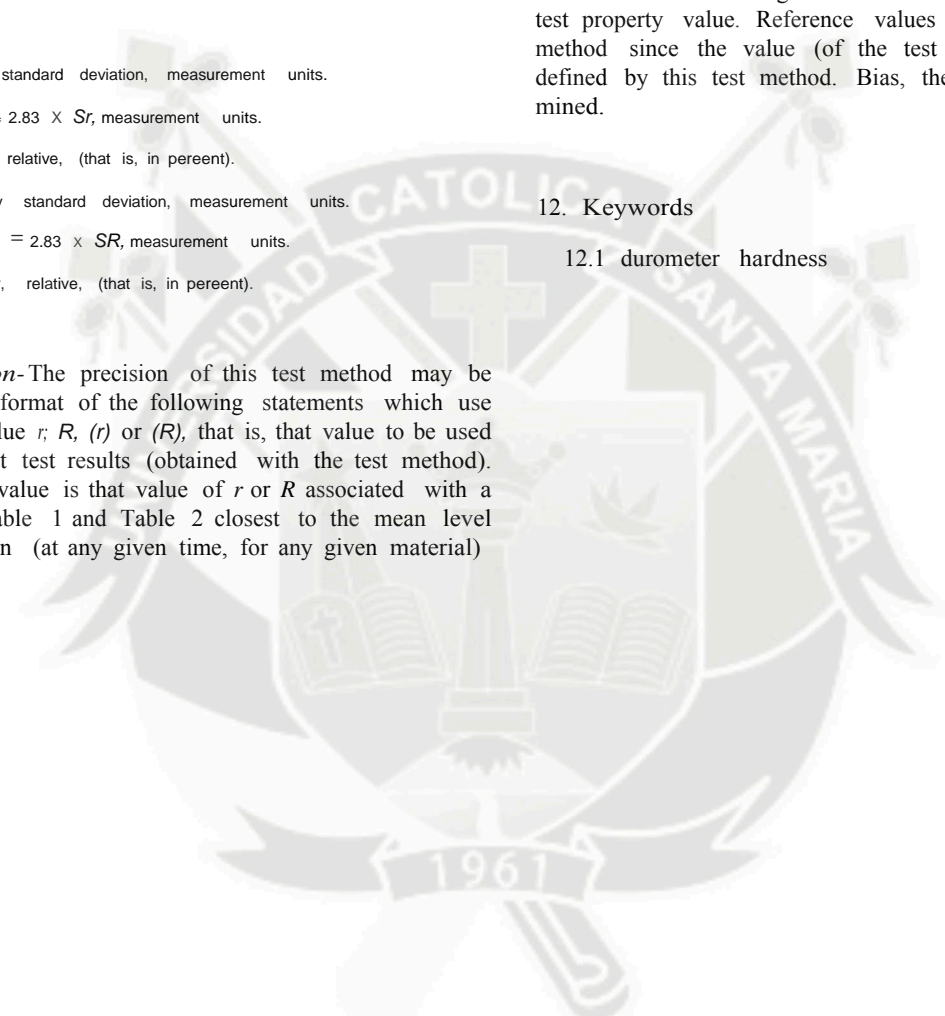 standard deviation, measurement units.
= 2.83 X Sr, measurement units.
relative, (that is, in pereent).
y standard deviation, measurement units.
= 2.83 x SR, measurement units.
, relative, (that is, in pereent).
on-The precision of this test method may be
format of the following statements which use
lue r; R, (r) or (R), that is, that value to be used
t test results (obtained with the test method).
value is that value of r or R associated with a
able 1 and Table 2 closest to the mean level
n (at any given time, for any given material)
test property value. Reference values
method since the value (of the test
defined by this test method. Bias, the
mined.
12. Keywords
12.1 durometer hardness
UNIVERSIDAD CATOLICA SANTA MARIA
1961